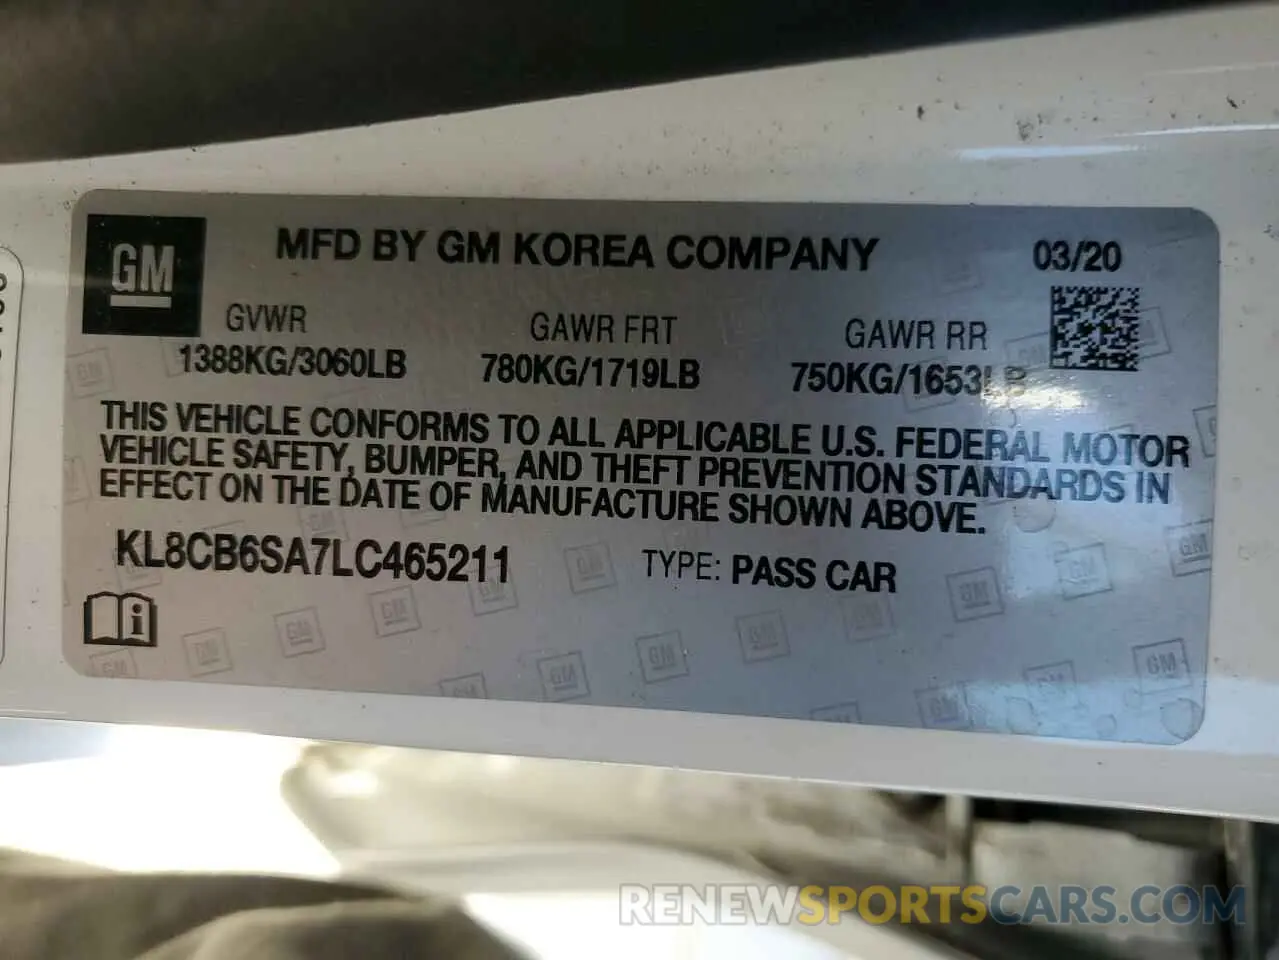 GM
MFD BY GM KOREA COMPANY 03/20
GVWR GAWR FRT GAWR RR
1388KG/3060LB 780KG/1719LB 750KG/1653LB
THIS VEHICLE CONFORMS TO ALL APPLICABLE U.S. FEDERAL MOTOR
VEHICLE SAFETY, BUMPER, AND THEFT PREVENTION STANDARDS IN
EFFECT ON THE DATE OF MANUFACTURE SHOWN ABOVE.
KL8CB6SA7LC465211 TYPE: PASS CAR
RENEWSPORTSCARS.COM